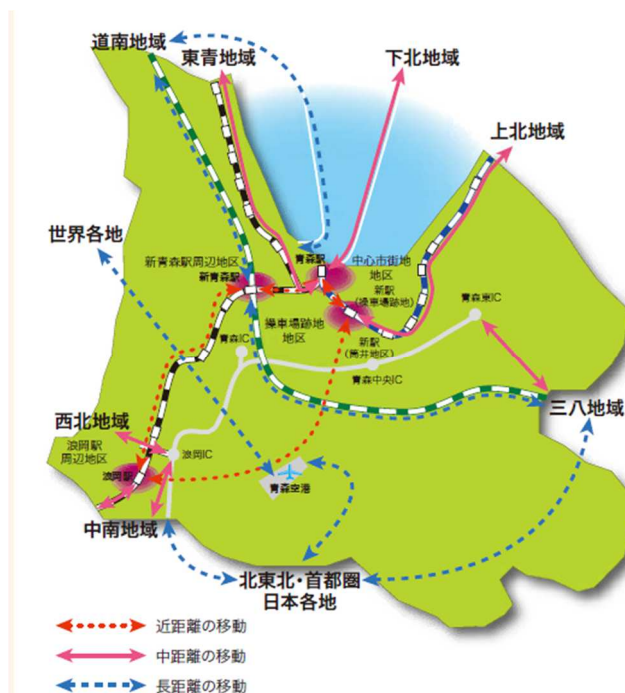 道南地域
東青地域
下北地域
上北地域
世界各地
新青森駅周辺地区
新青森駅
青森駅
中心市街地
地区
新駅
(操車場跡地)
操車場跡地
地区
新駅
(筒井地区)
青森IC
青森東IC
青森中央IC
西北地域
浪岡駅
周辺地区
浪岡IC
浪岡駅
三八地域
青森空港
中南地域
北東北・首都圏
日本各地
近距離の移動
中距離の移動
長距離の移動